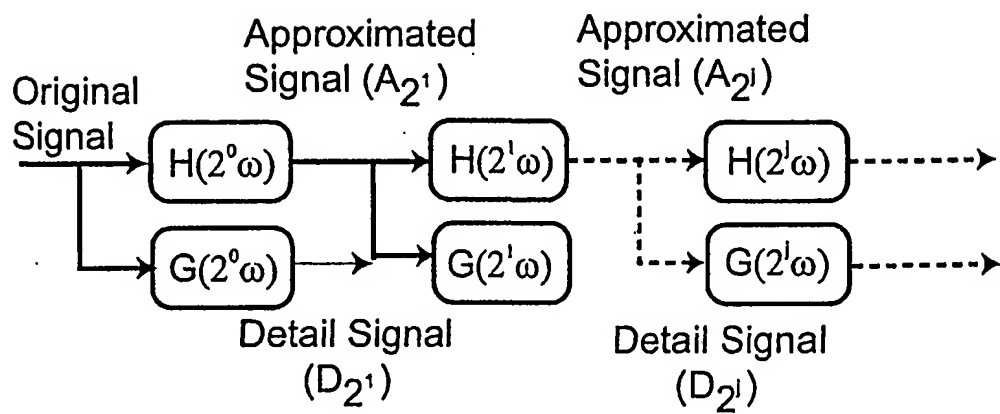 Approximated
Signal (A₂¹)
Approximated
Signal (A₂ʲ)
Original
Signal
H(2⁰ω)
H(2¹ω)
H(2ʲω)
G(2⁰ω)
G(2¹ω)
G(2ʲω)
Detail Signal
(D₂¹)
Detail Signal
(D₂ʲ)